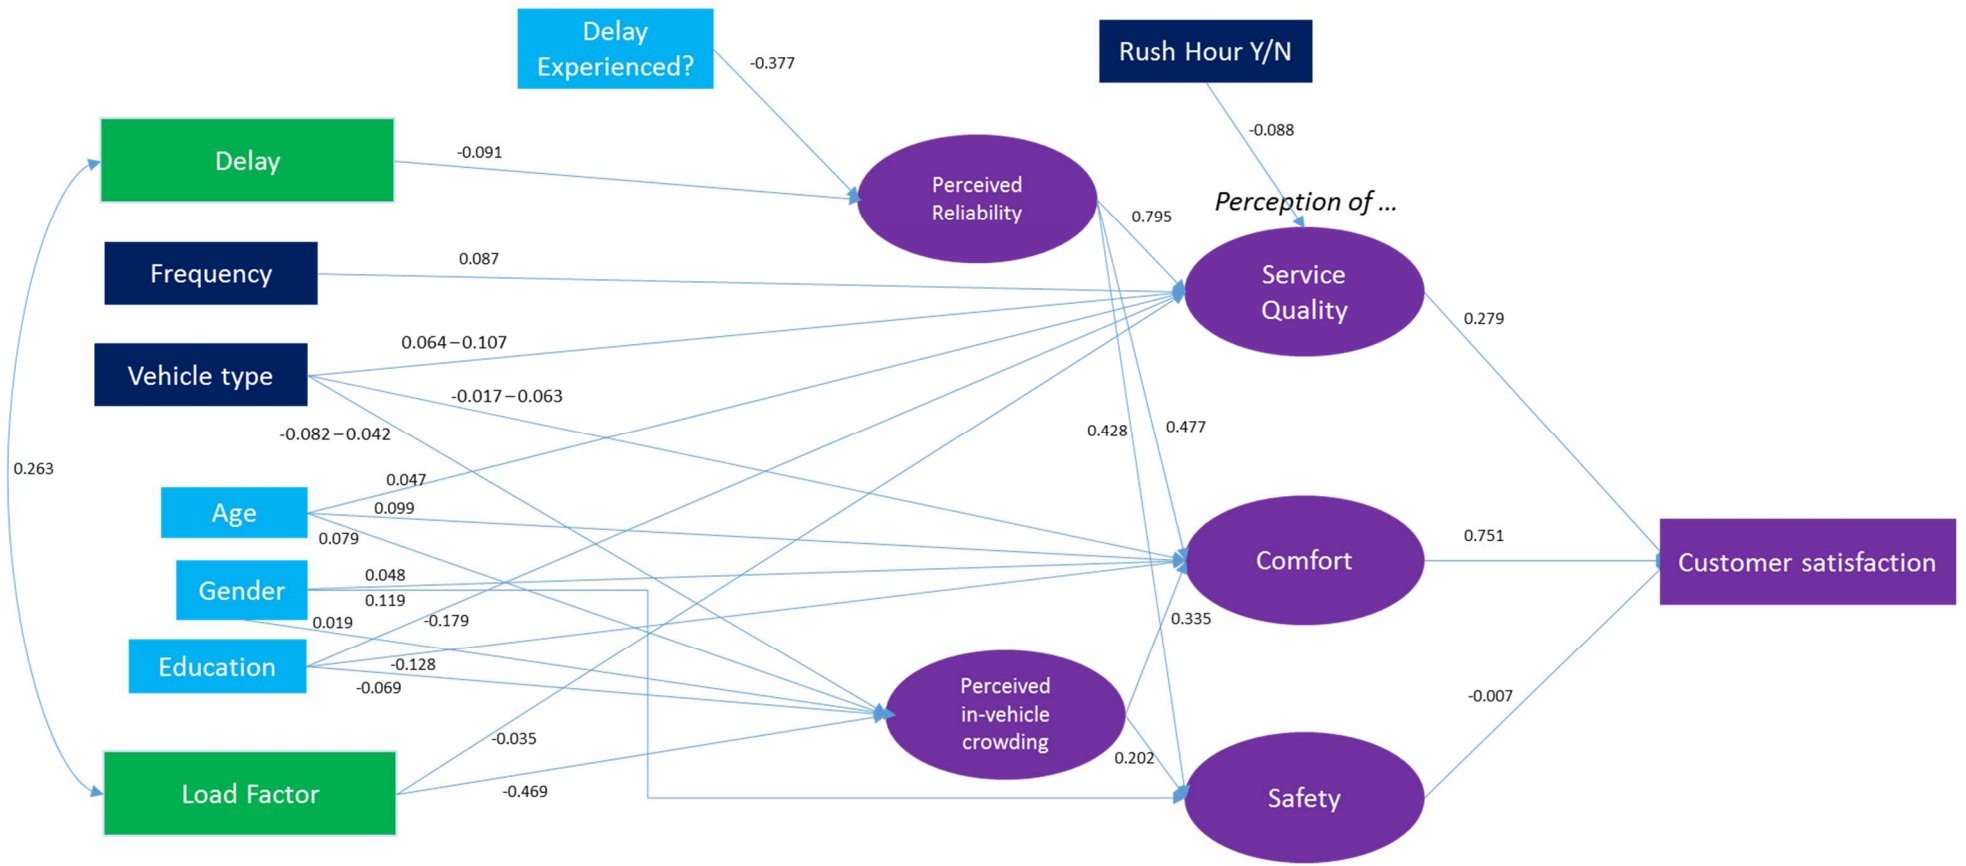 Delay
Experienced?
Rush Hour Y/N
-0.377
-0.088
Delay
-0.091
Perceived
Reliability
Perception of ...
0.795
Frequency
0.087
Service
Quality
0.279
Vehicle type
0.064–0.107
-0.017–0.063
-0.082–0.042
0.428
0.477
0.263
Age
0.047
0.099
0.079
Gender
0.048
0.119
0.019
-0.179
Education
-0.128
-0.069
Comfort
0.751
Customer satisfaction
0.335
Perceived
in-vehicle
crowding
0.202
-0.007
Load Factor
-0.035
-0.469
Safety